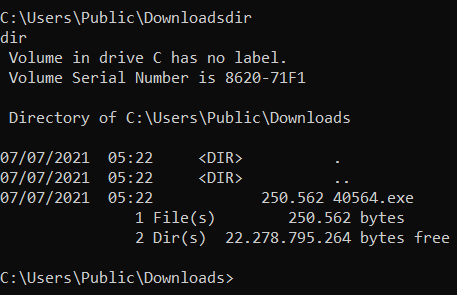 C:\Users\Public\Downloadsdir
dir
 Volume in drive C has no label.
 Volume Serial Number is 8620-71F1

 Directory of C:\Users\Public\Downloads

07/07/2021  05:22    <DIR>          .
07/07/2021  05:22    <DIR>          ..
07/07/2021  05:22           250.562 40564.exe
               1 File(s)        250.562 bytes
               2 Dir(s)  22.278.795.264 bytes free

C:\Users\Public\Downloads>